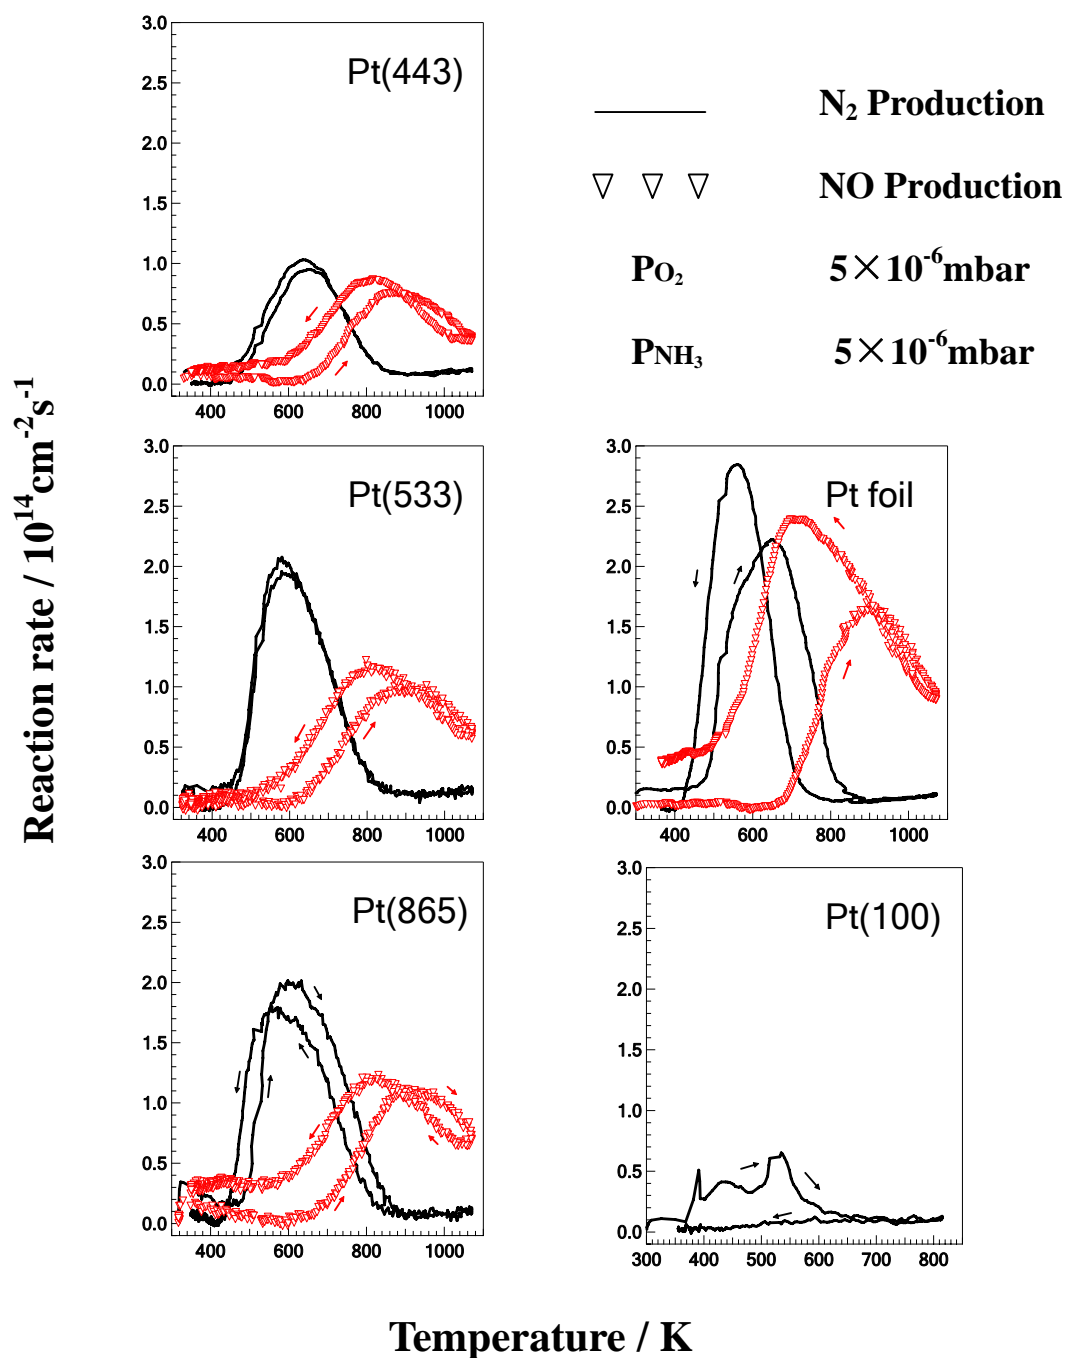 3.0
2.5
2.0
1.5
1.0
0.5
0.0
Pt(443)
400 600 800 1000
N₂ Production
NO Production
PO₂ 5×10⁻⁶mbar
PNH₃ 5×10⁻⁶mbar
Reaction rate / 10¹⁴cm⁻²s⁻¹
3.0
2.5
2.0
1.5
1.0
0.5
0.0
Pt(533)
400 600 800 1000
3.0
2.5
2.0
1.5
1.0
0.5
0.0
Pt foil
400 600 800 1000
3.0
2.5
2.0
1.5
1.0
0.5
0.0
Pt(865)
400 600 800 1000
3.0
2.5
2.0
1.5
1.0
0.5
0.0
Pt(100)
300 400 500 600 700 800
Temperature / K